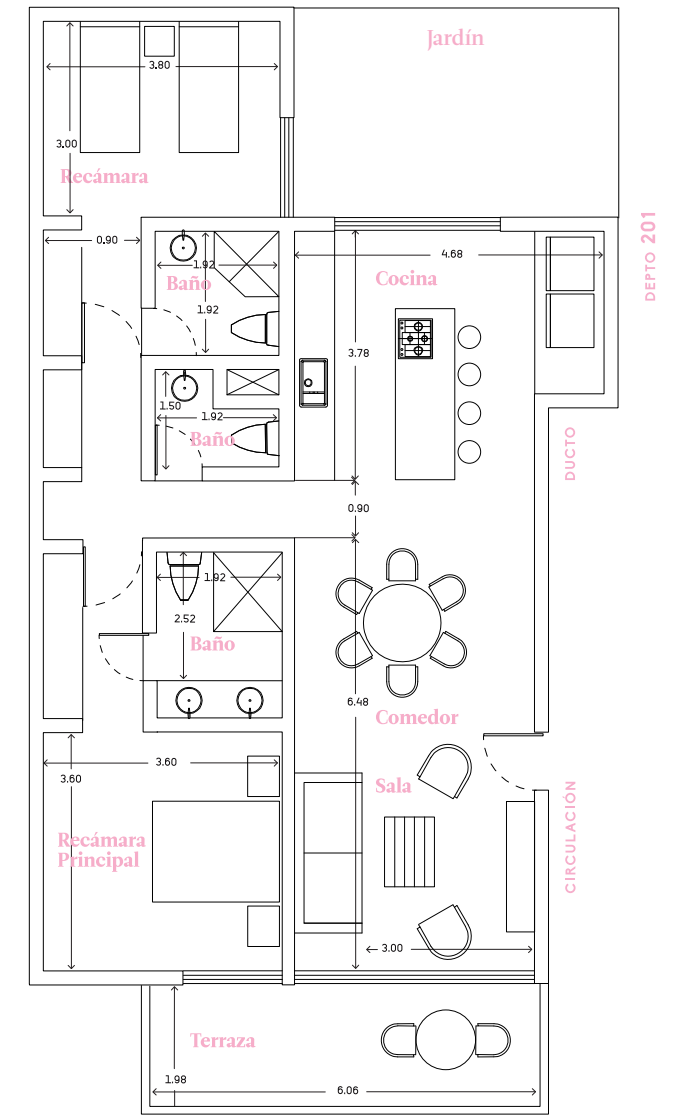 Jardín
3.80
3.00
Recámara
DEPTO 201
0.90
1.92
Baño
1.92
4.68
Cocina
3.78
1.50
1.92
Baño
DUCTO
0.90
1.92
2.52
Baño
6.48
Comedor
3.60
3.60
Sala
CIRCULACIÓN
Recámara
Principal
3.00
Terraza
1.98
6.06